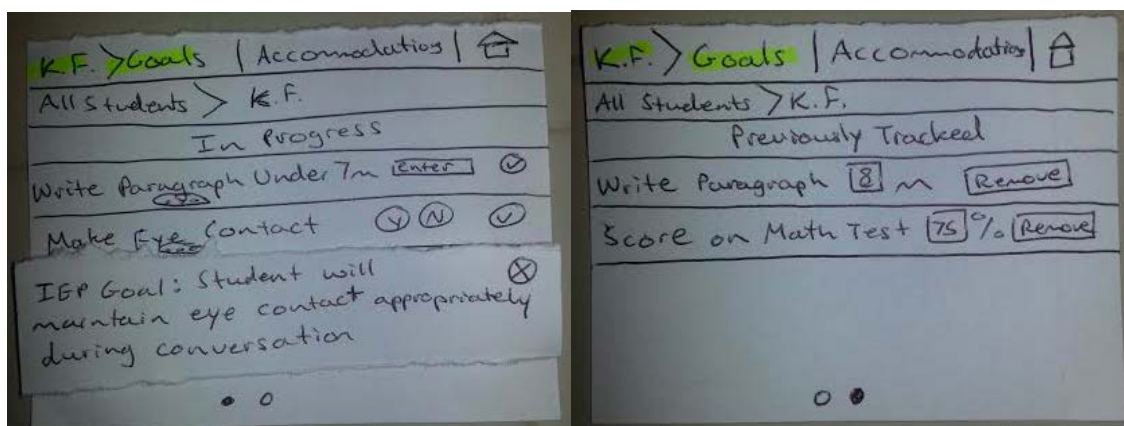 K.F. > Goals | Accommodations |
All Students > K.F.
In Progress
Write Paragraph Under 7m Enter
Make Eye Contact Y N
IEP Goal: Student will
maintain eye contact appropriately
during conversation
K.F. > Goals | Accommodations |
All Students > K.F.
Previously Tracked
Write Paragraph 8 m Remove
Score on Math Test 75 % Remove